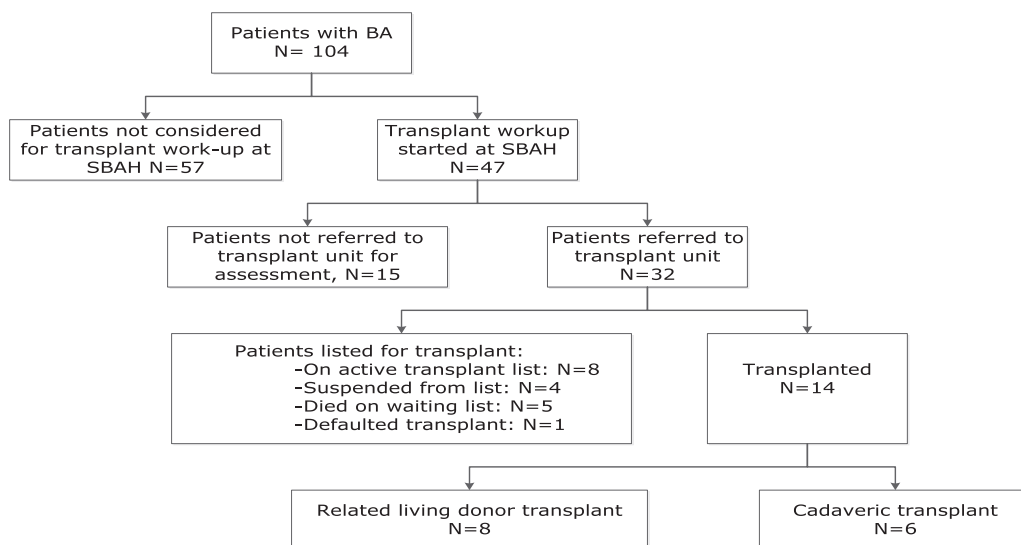 Patients with BA
N= 104
Patients not considered
for transplant work-up at
SBAH N=57
Transplant workup
started at SBAH
N=47
Patients not referred to
transplant unit for
assessment, N=15
Patients referred to
transplant unit
N=32
Patients listed for transplant:
-On active transplant list: N=8
-Suspended from list: N=4
-Died on waiting list: N=5
-Defaulted transplant: N=1
Transplanted
N=14
Related living donor transplant
N=8
Cadaveric transplant
N=6